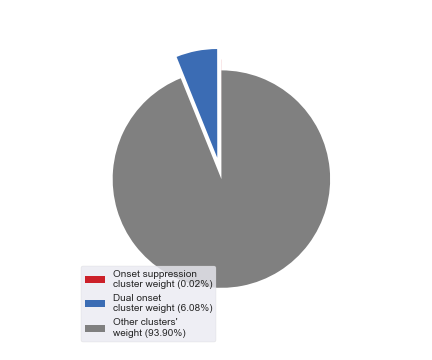 Onset suppression
cluster weight (0.02%)
Dual onset
cluster weight (6.08%)
Other clusters'
weight (93.90%)